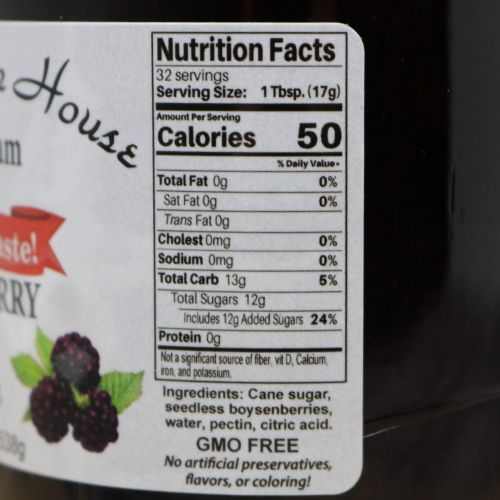 House
Nutrition Facts
32 servings
Serving Size: 1 Tbsp. (17g)
Amount Per Serving
Calories 50
% Daily Value*
Total Fat 0g 0%
Sat Fat 0g 0%
Trans Fat 0g
Cholest 0mg 0%
Sodium 0mg 0%
Total Carb 13g 5%
Total Sugars 12g
Includes 12g Added Sugars 24%
Protein 0g
Not a significant source of fiber, vit D, Calcium,
iron, and potassium.
Ingredients: Cane sugar,
seedless boysenberries,
water, pectin, citric acid.
GMO FREE
No artificial preservatives,
flavors, or coloring!